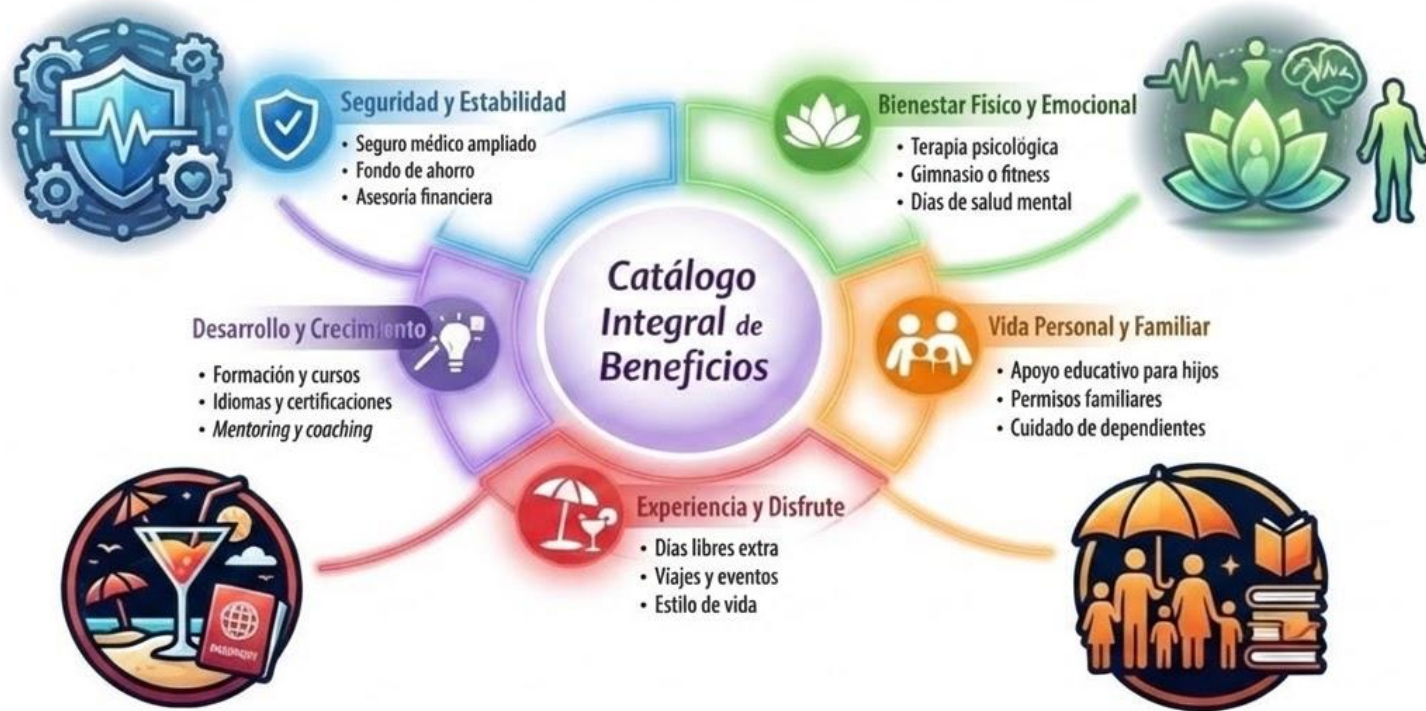 Seguridad y Estabilidad
• Seguro médico ampliado
• Fondo de ahorro
• Asesoría financiera
Bienestar Físico y Emocional
• Terapia psicológica
• Gimnasio o fitness
• Dias de salud mental
Catálogo
Integral de
Beneficios
Desarrollo y Crecimiento
• Formación y cursos
• Idiomas y certificaciones
• Mentoring y coaching
Vida Personal y Familiar
• Apoyo educativo para hijos
• Permisos familiares
• Cuidado de dependientes
Experiencia y Disfrute
• Días libres extra
• Viajes y eventos
• Estilo de vida